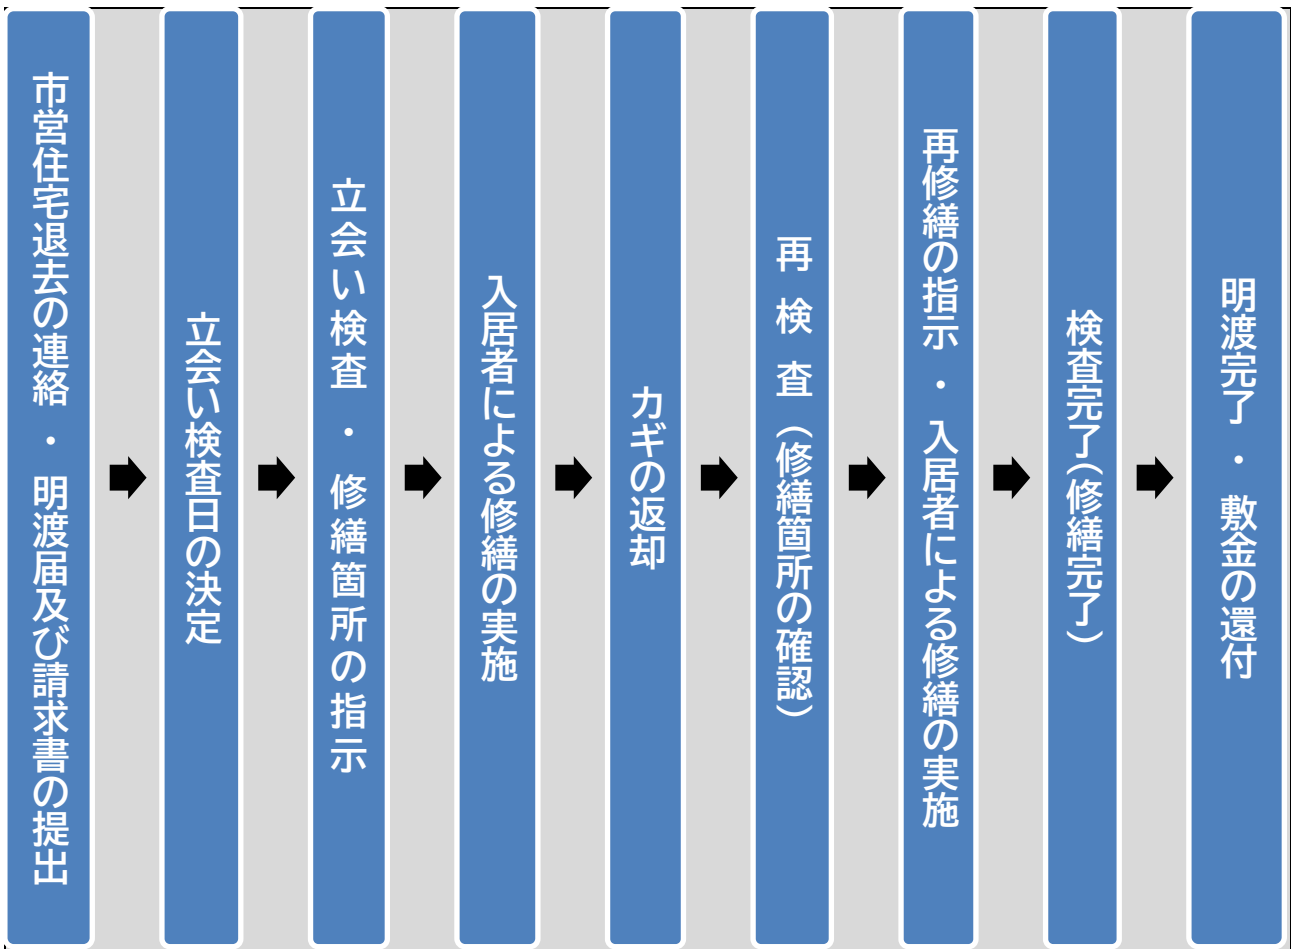 市営住宅退去の連絡 ・ 明渡届及び請求書の提出
立会い検査日の決定
立会い検査 ・ 修繕箇所の指示
入居者による修繕の実施
カギの返却
再検査（修繕箇所の確認）
再修繕の指示 ・ 入居者による修繕の実施
検査完了（修繕完了）
明渡完了 ・ 敷金の還付